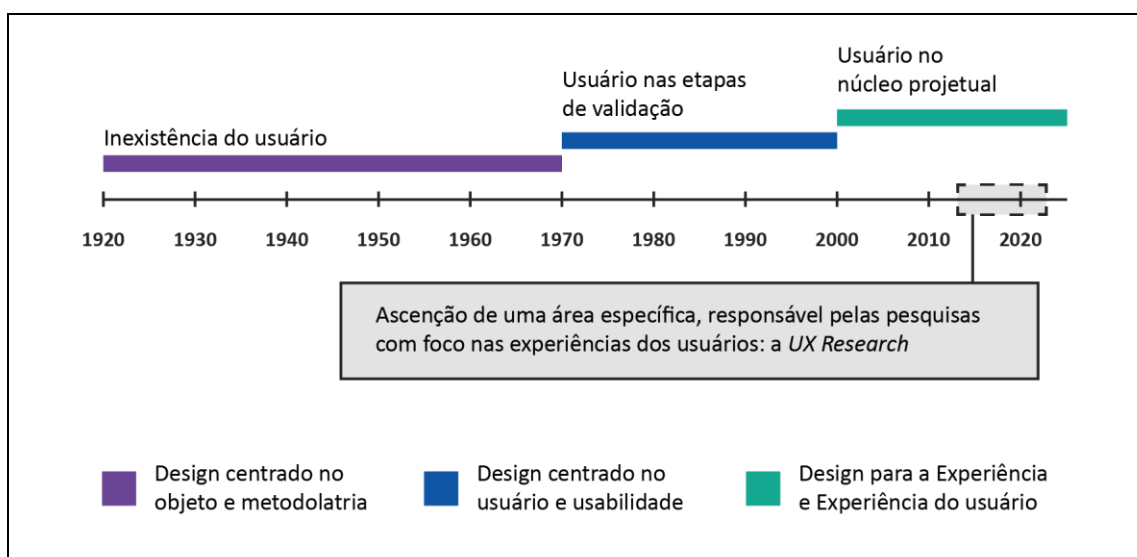 Usuário no
núcleo projetual
Usuário nas etapas
de validação
Inexistência do usuário
1920 1930 1940 1950 1960 1970 1980 1990 2000 2010 2020
Ascenção de uma área específica, responsável pelas pesquisas
com foco nas experiências dos usuários: a UX Research
Design centrado no
objeto e metodolatria
Design centrado no
usuário e usabilidade
Design para a Experiência
e Experiência do usuário